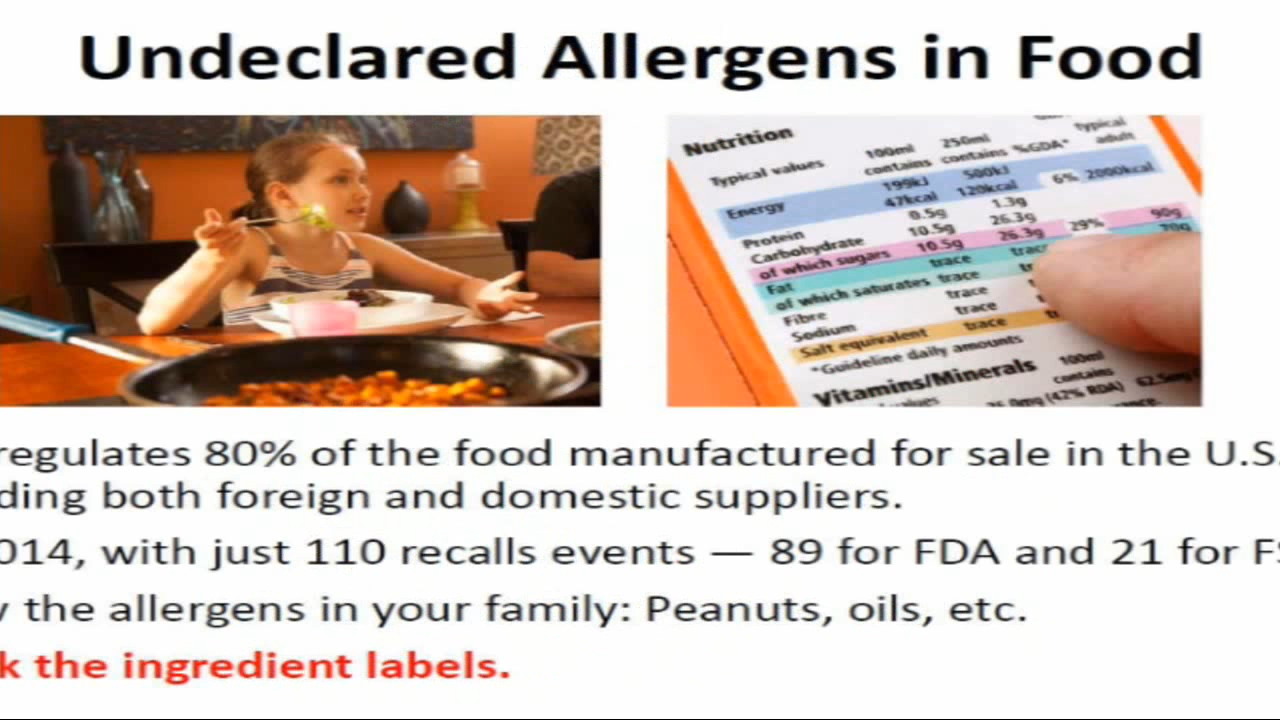 Undeclared Allergens in Food
Nutrition
Typical values
100ml
contains
250ml
contains
%GDA*
typical
adult
Energy
199kJ
500kJ
47kcal
120kcal
6%
2000kcal
Protein
0.5g
1.3g
Carbohydrate
10.5g
26.3g
of which sugars
10.5g
26.3g
29%
90g
Fat
trace
trace
70g
of which saturates
trace
Fibre
trace
Sodium
trace
Salt equivalent
trace
*Guideline daily amounts
Vitamins/Minerals
100ml
contains
(42% RDA)
regulates 80% of the food manufactured for sale in the U.S.
ding both foreign and domestic suppliers.
014, with just 110 recalls events — 89 for FDA and 21 for FS
y the allergens in your family: Peanuts, oils, etc.
k the ingredient labels.